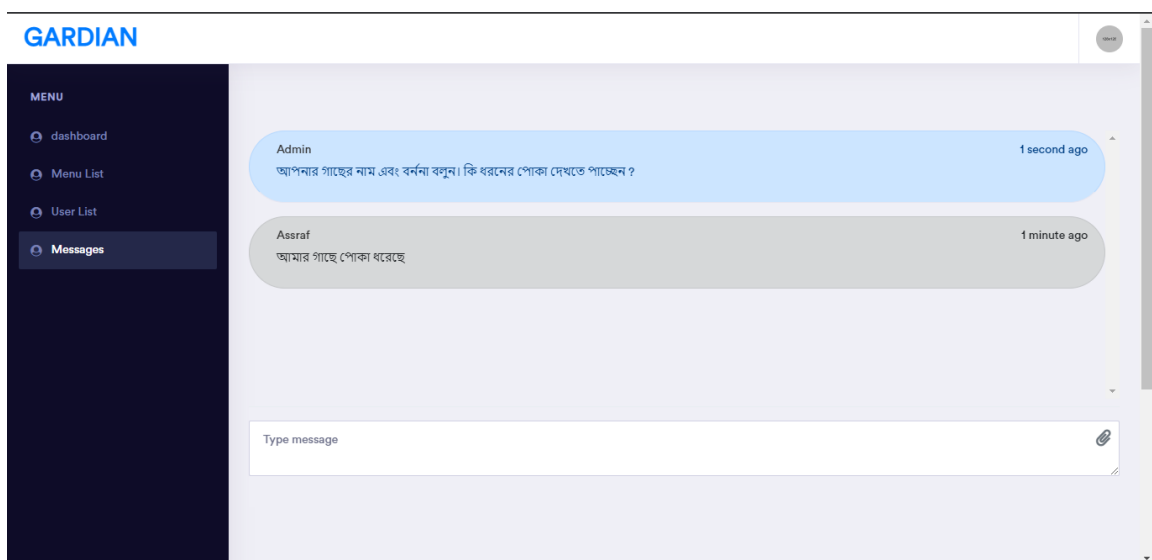 GARDIAN
MENU
dashboard
Menu List
User List
Messages
Admin 1 second ago
আপনার গাছের নাম এবং বর্ননা বলুন। কি ধরনের পোকা দেখতে পাচ্ছেন ?
Assraf 1 minute ago
আমার গাছে পোকা ধরেছে
Type message